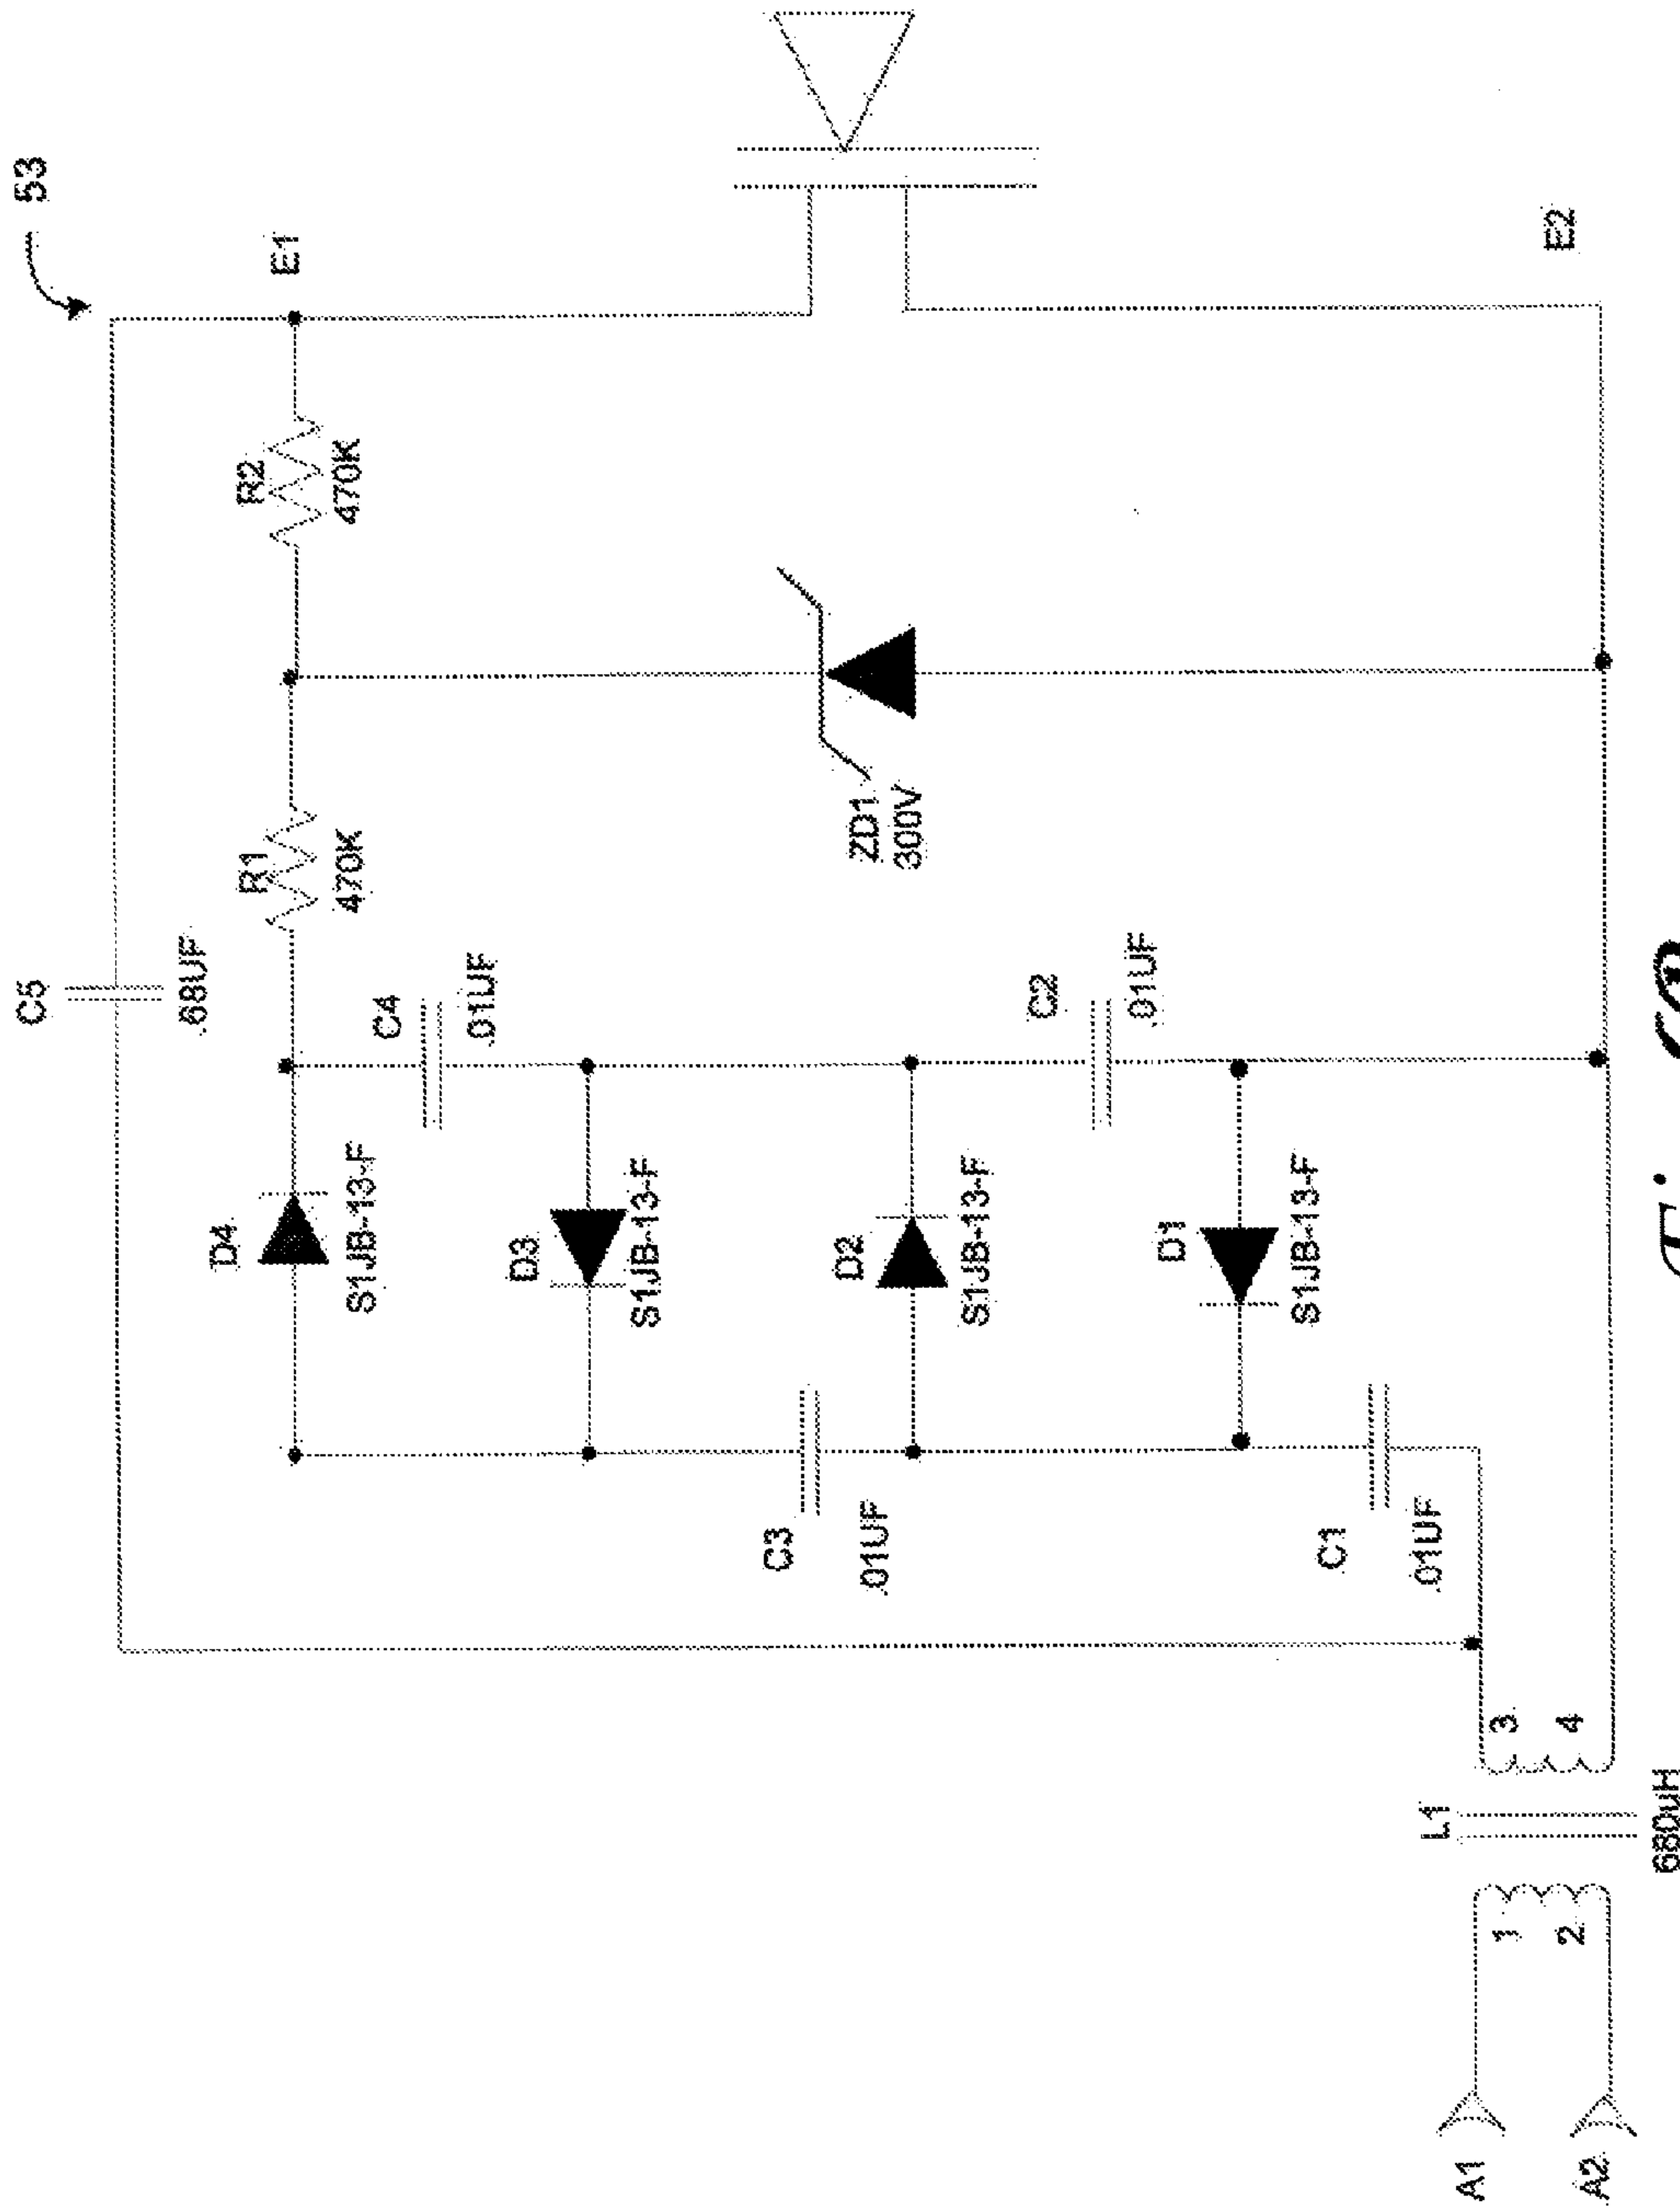 53
E1
E2
C5
.68UF
R2
470K
R1
470K
ZD1
300V
C4
.01UF
C2
.01UF
D4
S1JB-13-F
D3
S1JB-13-F
D2
S1JB-13-F
D1
S1JB-13-F
C3
.01UF
C1
.01UF
L1
3
4
1
2
680uH
A1
A2